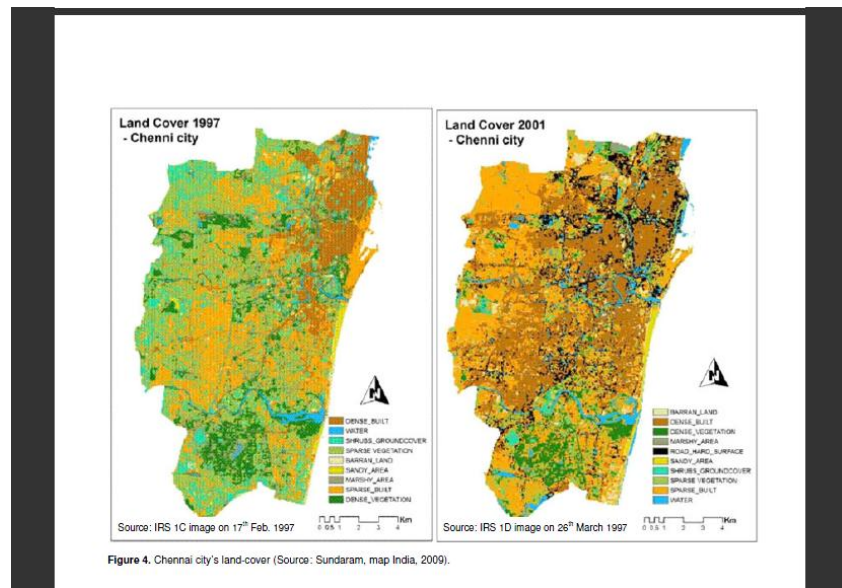 Land Cover 1997
- Chenni city
DENSE_BUILT
WATER
SHRUBS_GROUNDCOVER
SPARSE VEGETATION
BARRAN_LAND
SANDY_AREA
MARSHY_AREA
SPARSE_BUILT
DENSE_VEGETATION
Source: IRS 1C image on 17th Feb. 1997
Km
0 0.5 1 2 3 4
Land Cover 2001
- Chenni city
BARRAN_LAND
DENSE_BUILT
DENSE_VEGETATION
MARSHY_AREA
ROAD_HARD_SURFACE
SANDY_AREA
SHRUBS_GROUNDCOVER
SPARSE VEGETATION
SPARSE_BUILT
WATER
Source: IRS 1D image on 26th March 1997
Km
0 0.5 1 2 3 4
Figure 4. Chennai city's land-cover (Source: Sundaram, map India, 2009).